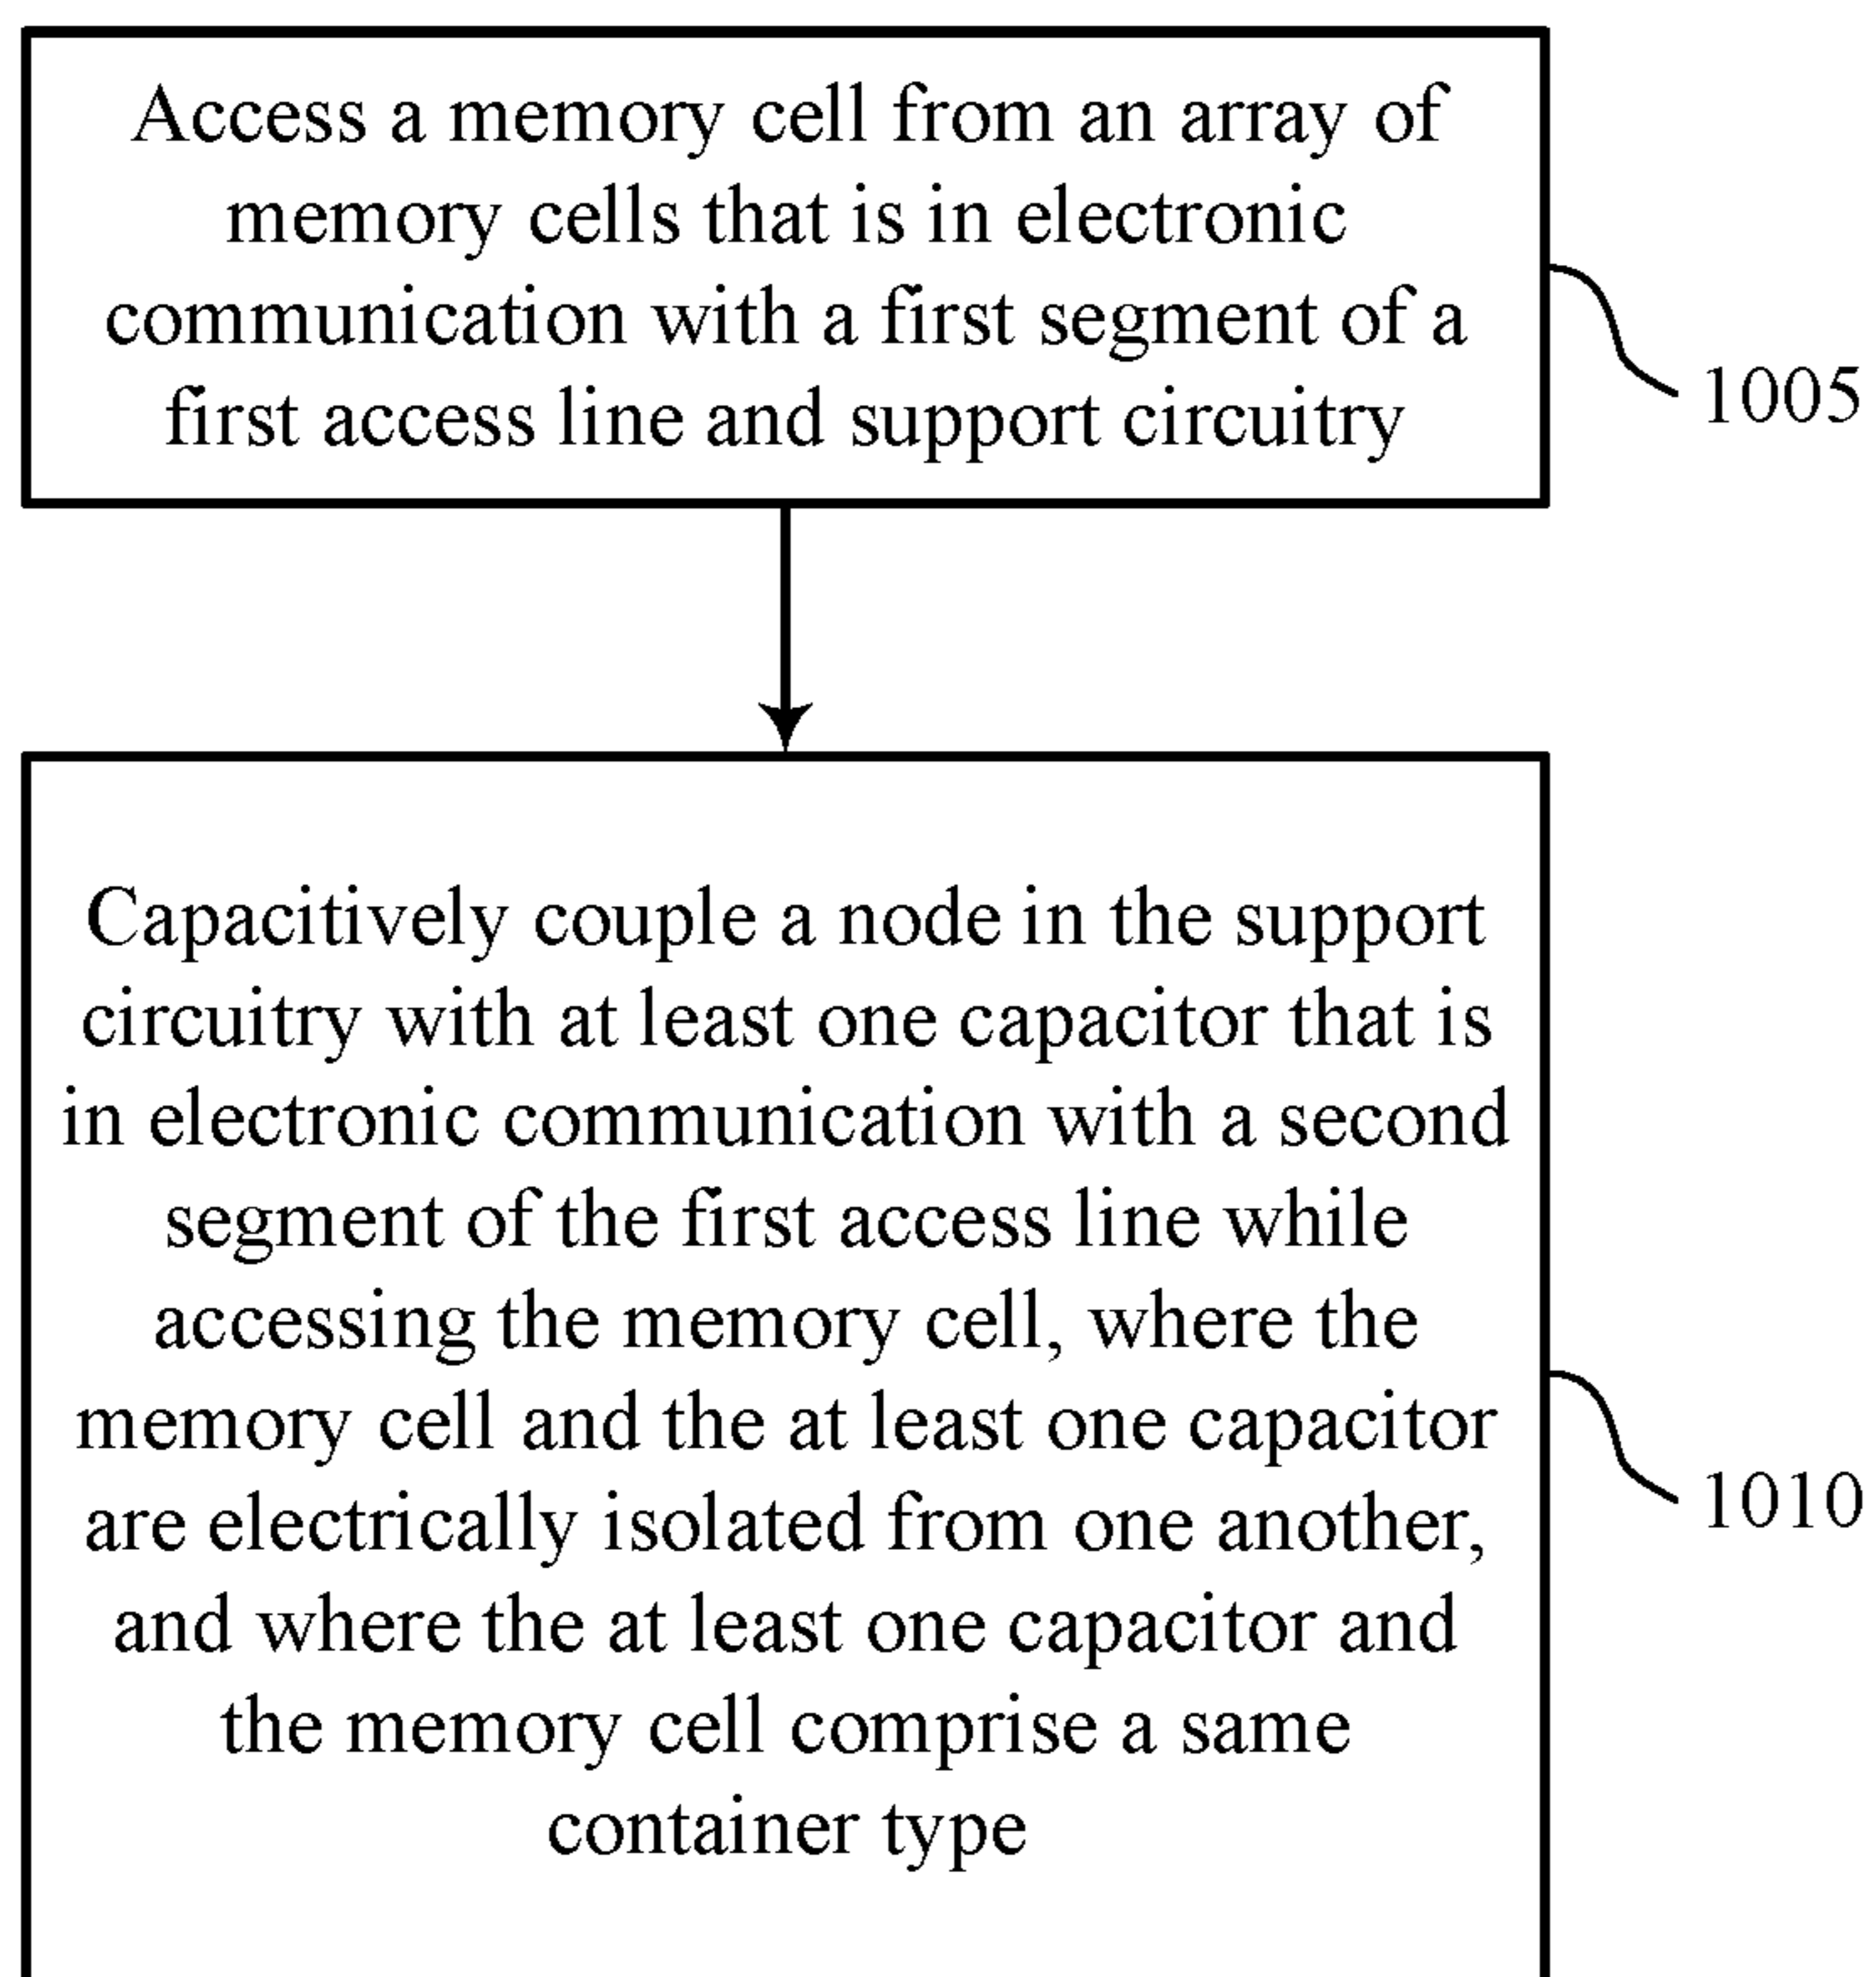 Access a memory cell from an array of
memory cells that is in electronic
communication with a first segment of a
first access line and support circuitry
1005
Capacitively couple a node in the support
circuitry with at least one capacitor that is
in electronic communication with a second
segment of the first access line while
accessing the memory cell, where the
memory cell and the at least one capacitor
are electrically isolated from one another,
and where the at least one capacitor and
the memory cell comprise a same
container type
1010